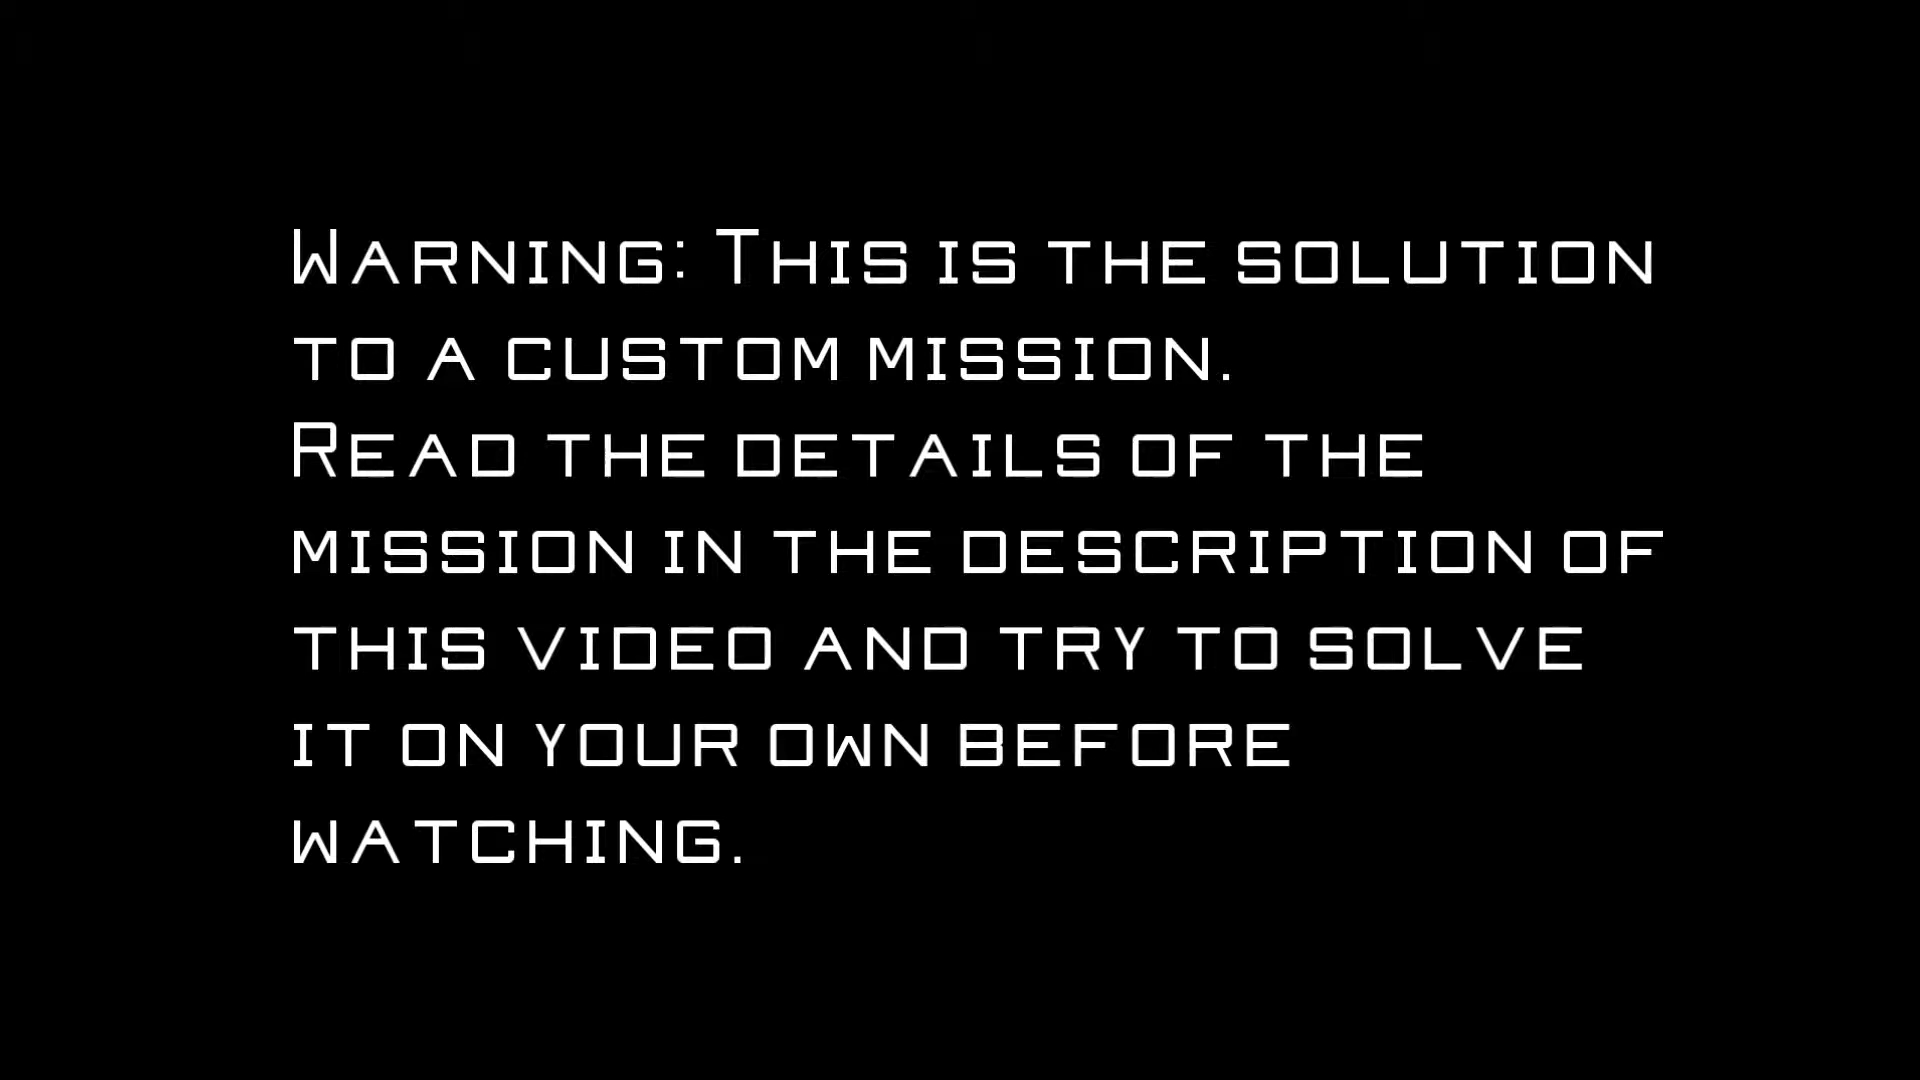 Warning: This is the solution
to a custom mission.
Read the details of the
mission in the description of
this video and try to solve
it on your own before
watching.